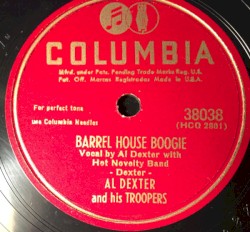 COLUMBIA
Mfrd. under Pats. Pending Trade Marks Reg. U.S.
Pat. Off. Marcas Registradas Made in U.S.A.
For perfect tone
use Columbia Needles
38038
(HCO 2881)
BARREL HOUSE BOOGIE
Vocal by Al Dexter with
Hot Novelty Band
- Dexter -
AL DEXTER
and his TROOPERS